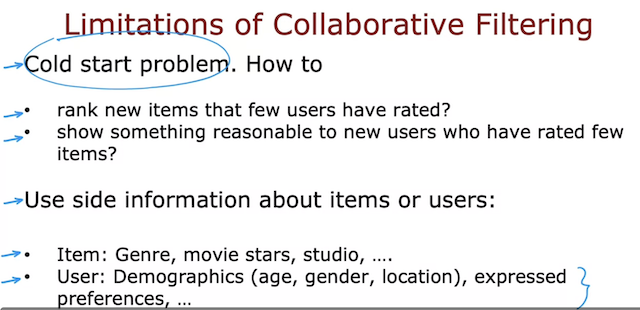 Limitations of Collaborative Filtering
Cold start problem. How to
• rank new items that few users have rated?
• show something reasonable to new users who have rated few
items?
Use side information about items or users:
• Item: Genre, movie stars, studio, ....
• User: Demographics (age, gender, location), expressed
preferences, ...